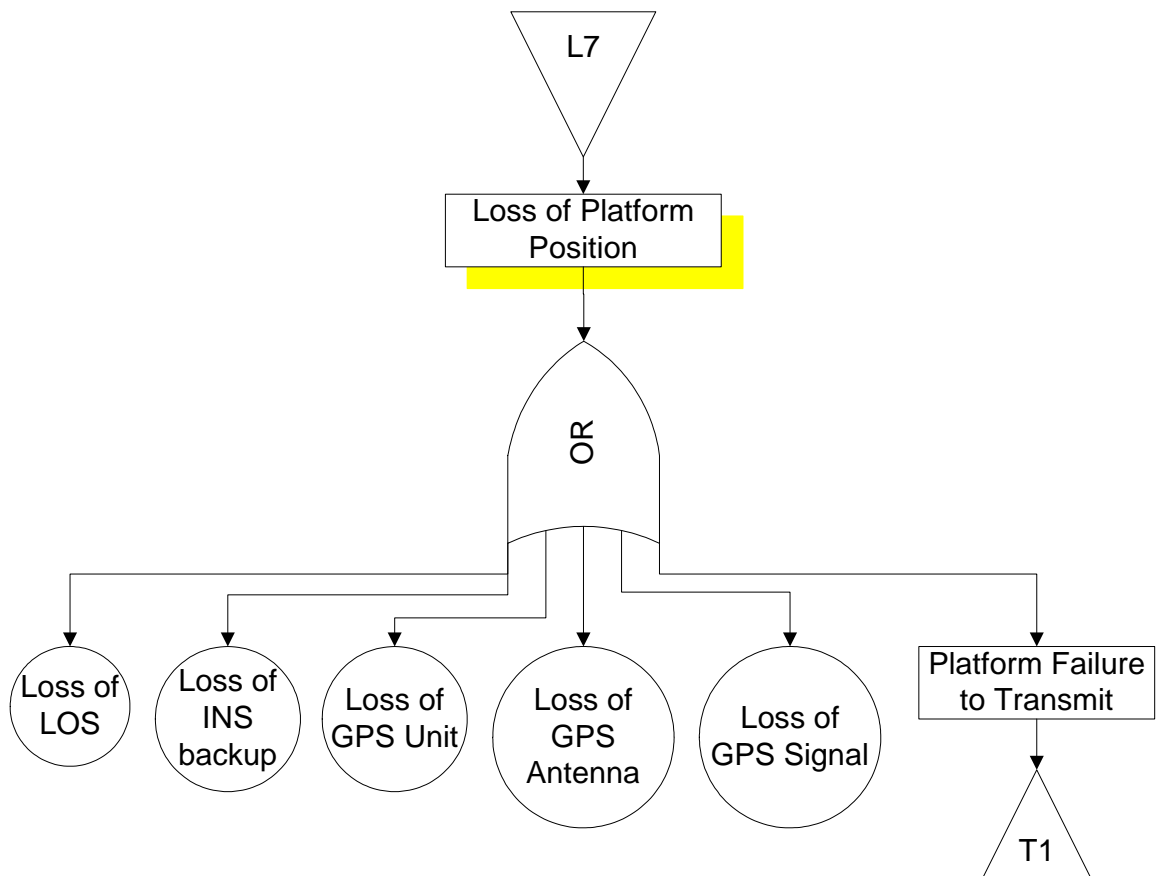 L7
Loss of Platform
Position
OR
Loss of
LOS
Loss of
INS
backup
Loss of
GPS Unit
Loss of
GPS
Antenna
Loss of
GPS Signal
Platform Failure
to Transmit
T1